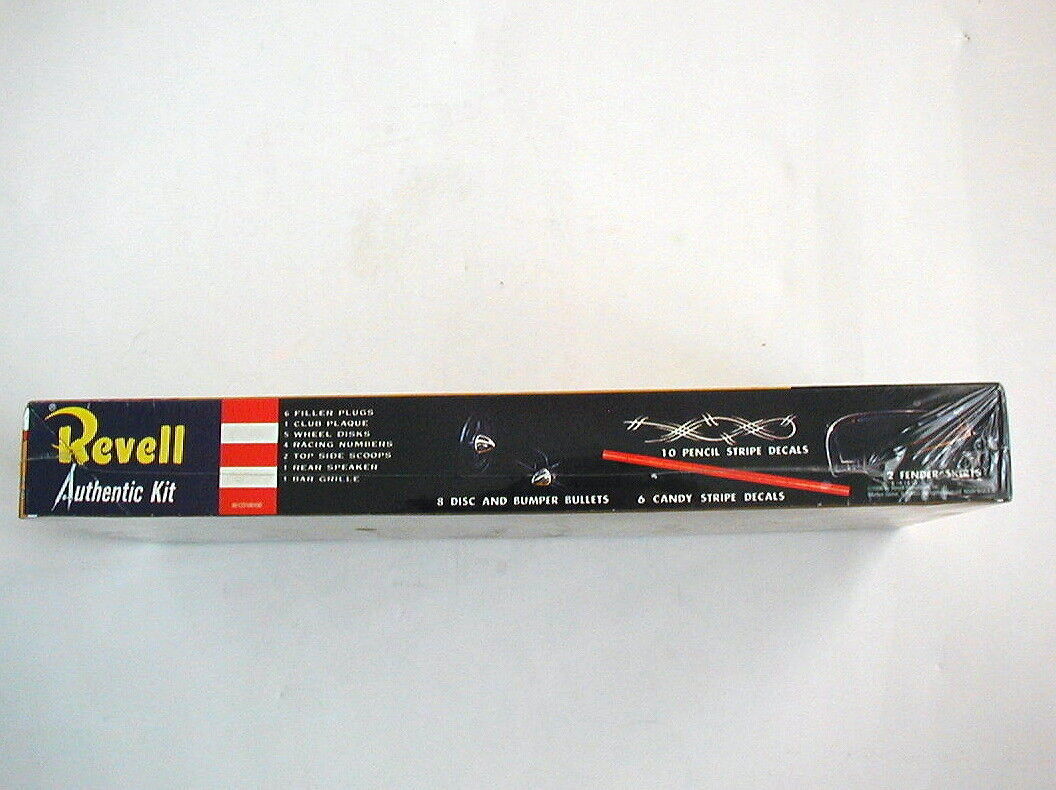 Revell
®
Authentic Kit
6 FILLER PLUGS
1 CLUB PLAQUE
5 WHEEL DISKS
4 RACING NUMBERS
2 TOP SIDE SCOOPS
1 REAR SPEAKER
1 BAR GRILLE
8 DISC AND BUMPER BULLETS
10 PENCIL STRIPE DECALS
6 CANDY STRIPE DECALS
2 FENDER SKIRTS